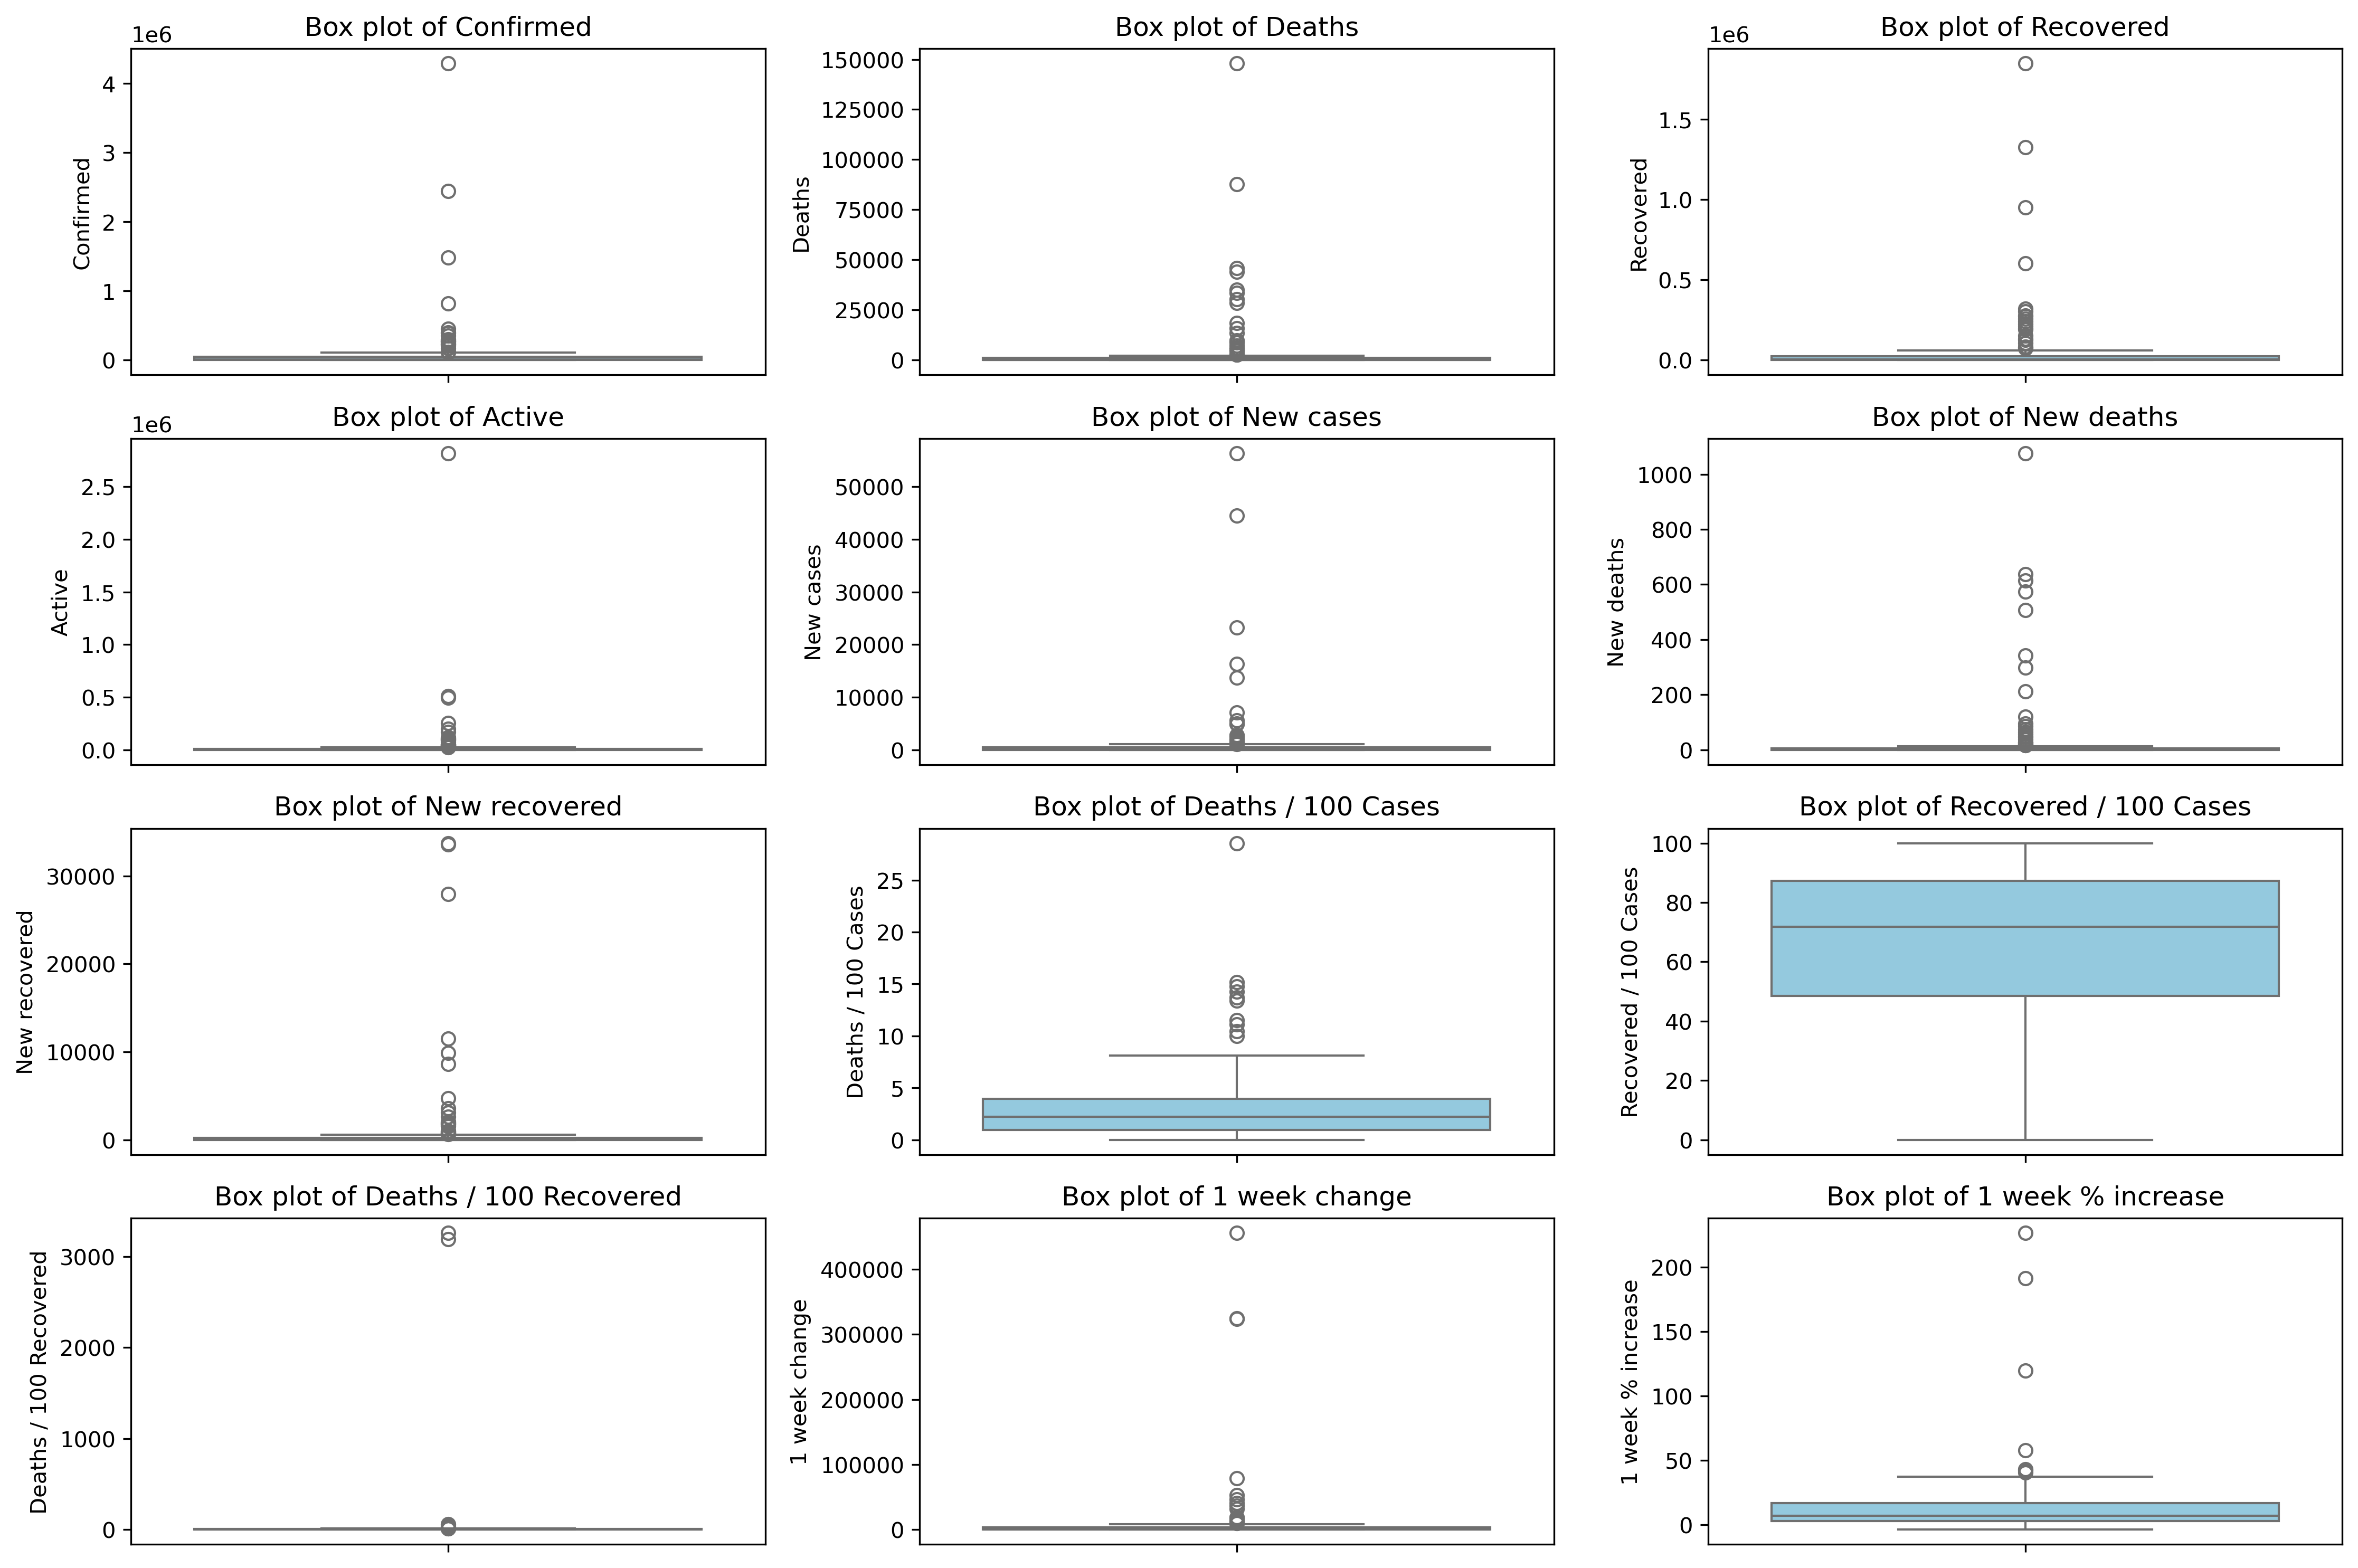 Box plot of Confirmed
1e6
4
3
2
1
0
Confirmed
Box plot of Deaths
150000
125000
100000
75000
50000
25000
0
Deaths
Box plot of Recovered
1e6
1.5
1.0
0.5
0.0
Recovered
Box plot of Active
1e6
2.5
2.0
1.5
1.0
0.5
0.0
Active
Box plot of New cases
50000
40000
30000
20000
10000
0
New cases
Box plot of New deaths
1000
800
600
400
200
0
New deaths
Box plot of New recovered
30000
20000
10000
0
New recovered
Box plot of Deaths / 100 Cases
25
20
15
10
5
0
Deaths / 100 Cases
Box plot of Recovered / 100 Cases
100
80
60
40
20
0
Recovered / 100 Cases
Box plot of Deaths / 100 Recovered
3000
2000
1000
0
Deaths / 100 Recovered
Box plot of 1 week change
400000
300000
200000
100000
0
1 week change
Box plot of 1 week % increase
200
150
100
50
0
1 week % increase